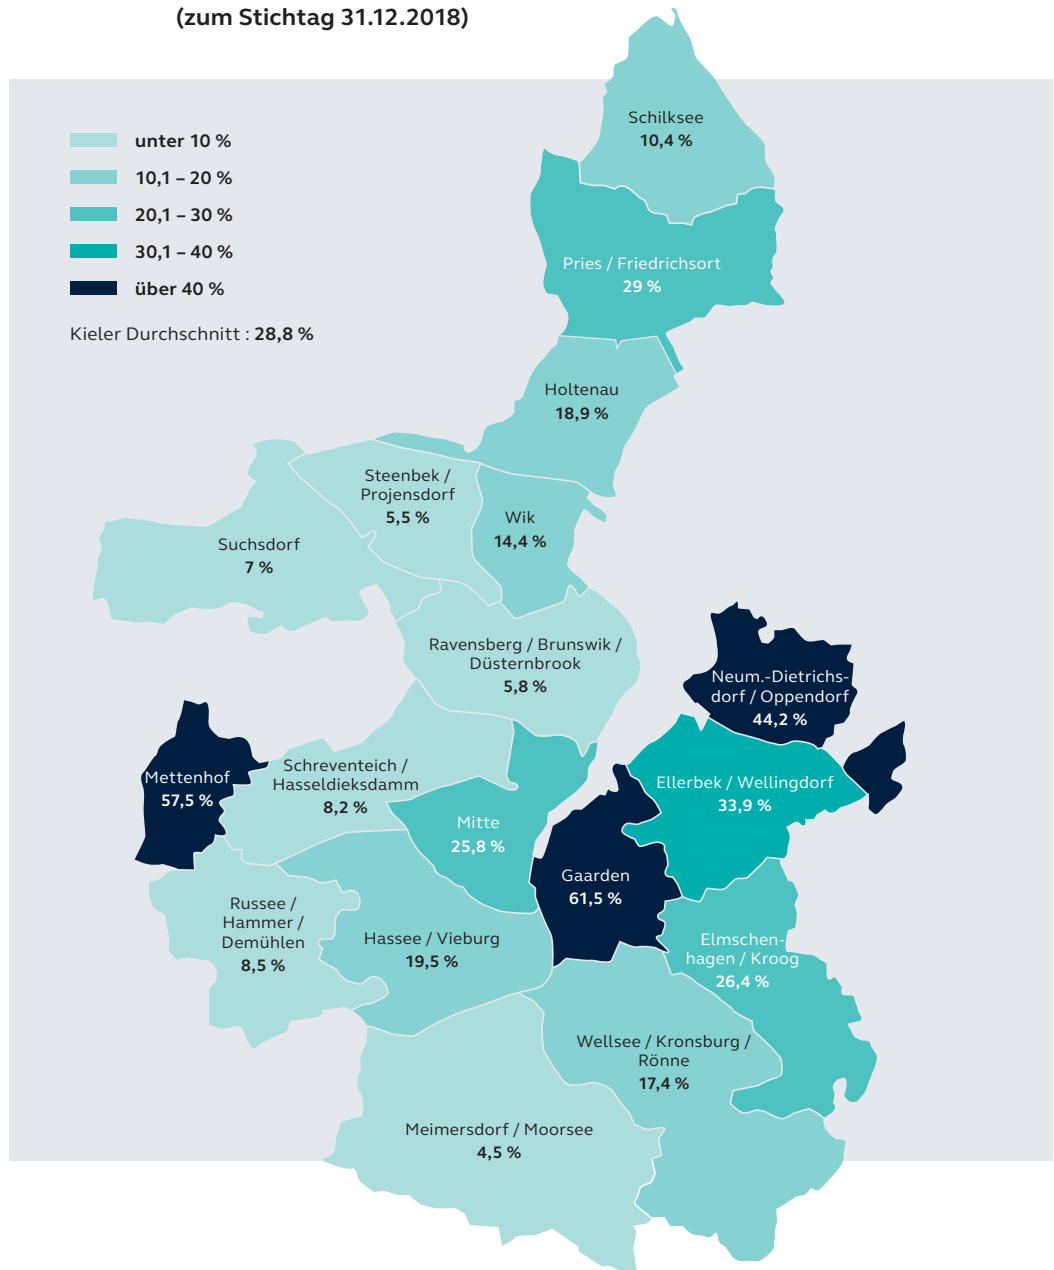 (zum Stichtag 31.12.2018)
unter 10 %
10,1 – 20 %
20,1 – 30 %
30,1 – 40 %
über 40 %
Kieler Durchschnitt : 28,8 %
Schilksee
10,4 %
Pries / Friedrichsort
29 %
Holtenau
18,9 %
Steenbek /
Projensdorf
5,5 %
Wik
14,4 %
Suchsdorf
7 %
Ravensberg / Brunswik /
Düsternbrook
5,8 %
Neum.-Dietrichs-
dorf / Oppendorf
44,2 %
Mettenhof
57,5 %
Schreventeich /
Hasseldieksdamm
8,2 %
Ellerbek / Wellingdorf
33,9 %
Mitte
25,8 %
Gaarden
61,5 %
Russee /
Hammer /
Demühlen
8,5 %
Hassee / Vieburg
19,5 %
Elmschen-
hagen / Kroog
26,4 %
Wellsee / Kronsburg /
Rönne
17,4 %
Meimersdorf / Moorsee
4,5 %